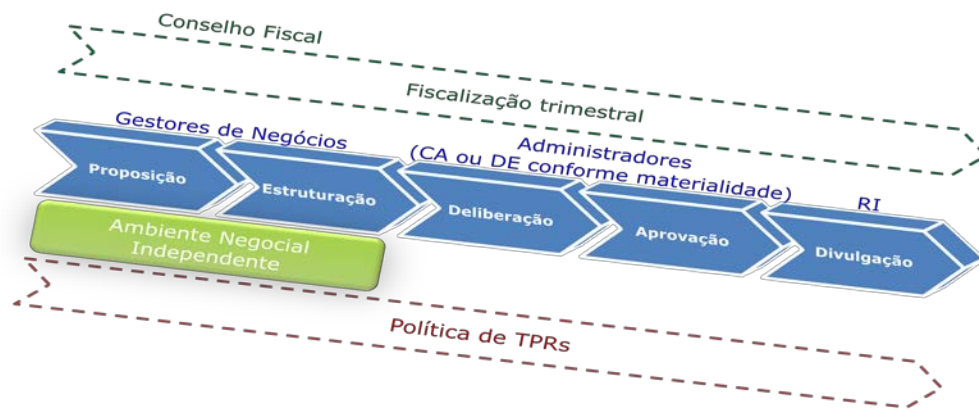 Conselho Fiscal
Fiscalização trimestral
Gestores de Negócios
Administradores
(CA ou DE conforme materialidade)
RI
Proposição
Estruturação
Deliberação
Aprovação
Divulgação
Ambiente Negocial
Independente
Política de TPRs